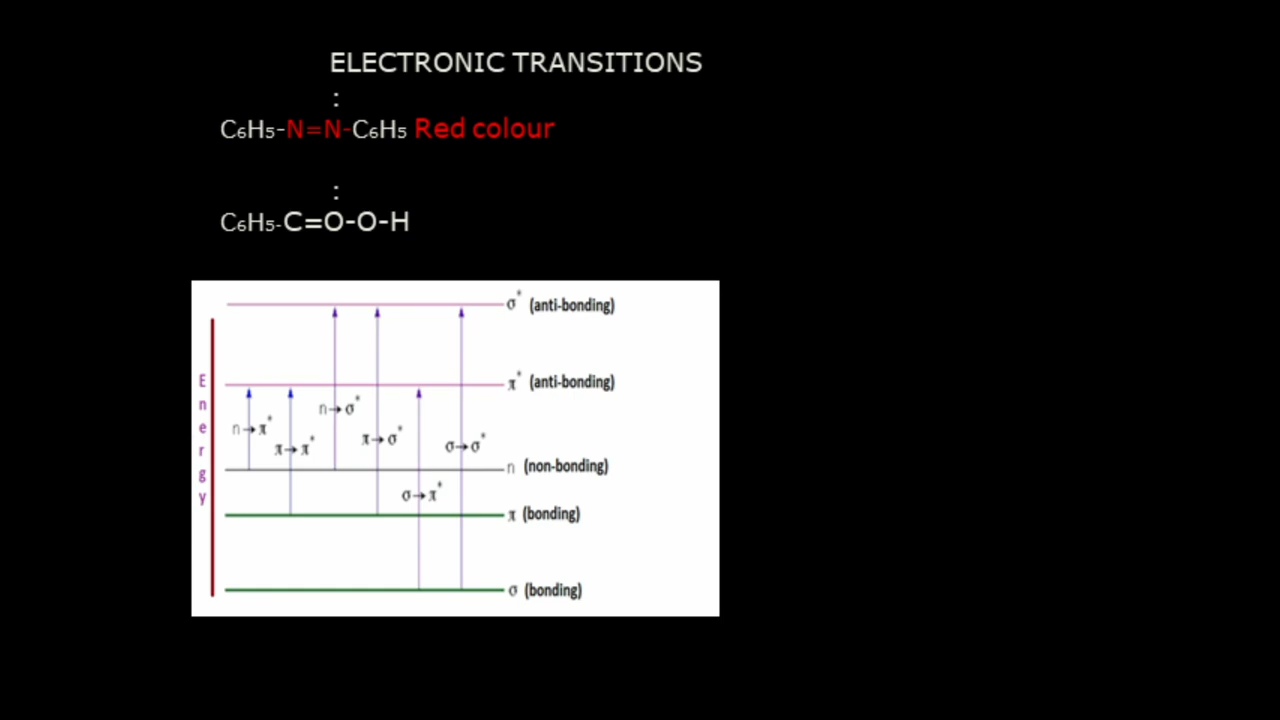 ELECTRONIC TRANSITIONS
:
C₆H₅-N=N-C₆H₅ Red colour
:
C₆H₅-C=O-O-H
σ* (anti-bonding)
π* (anti-bonding)
n→σ*
n→π*
π→σ*
π→π*
σ→σ*
n (non-bonding)
σ→π*
π (bonding)
σ (bonding)
Energy